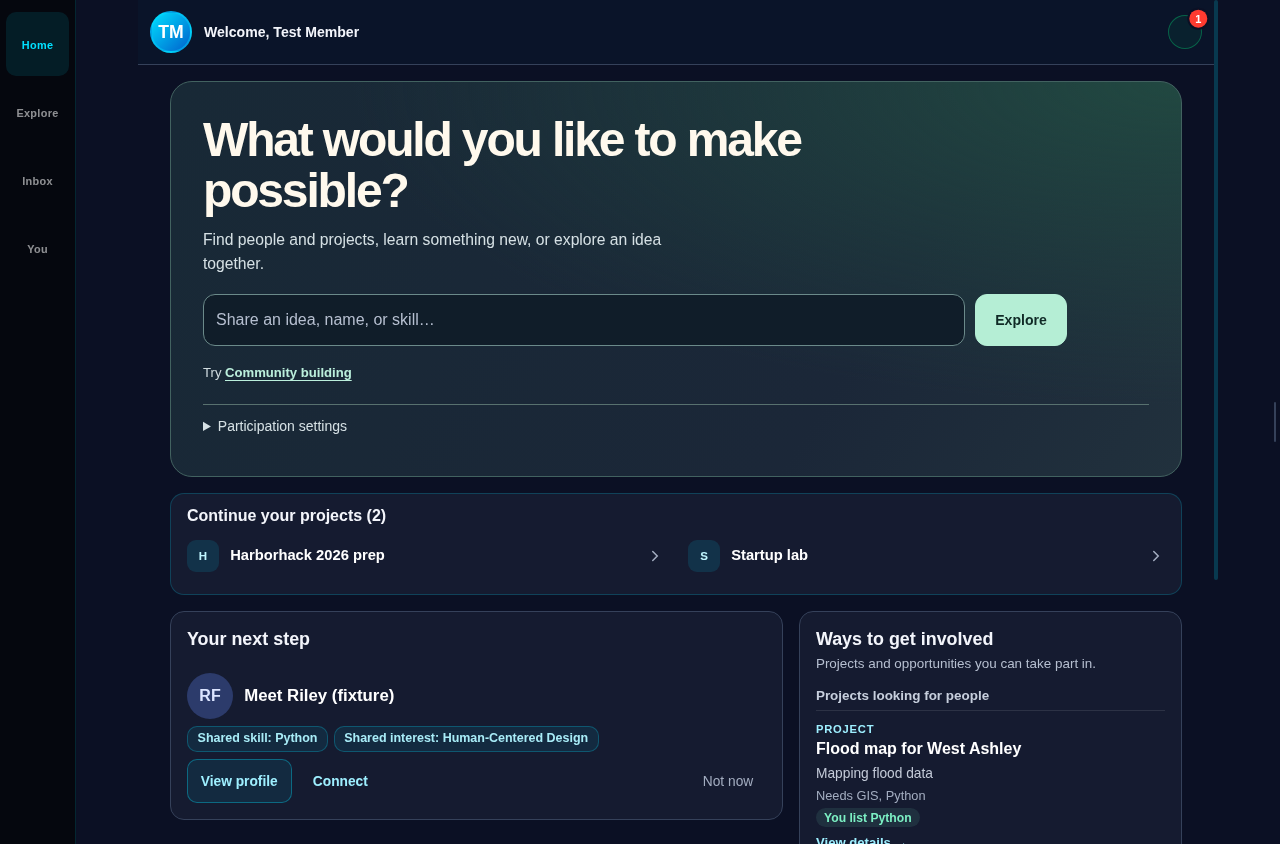 Home
Explore
Inbox
You
TM
Welcome, Test Member
1
What would you like to make
possible?
Find people and projects, learn something new, or explore an idea
together.
Share an idea, name, or skill…
Explore
Try Community building
Participation settings
Continue your projects (2)
H
Harborhack 2026 prep
S
Startup lab
Your next step
RF
Meet Riley (fixture)
Shared skill: Python
Shared interest: Human-Centered Design
View profile
Connect
Not now
Ways to get involved
Projects and opportunities you can take part in.
Projects looking for people
PROJECT
Flood map for West Ashley
Mapping flood data
Needs GIS, Python
You list Python
View details